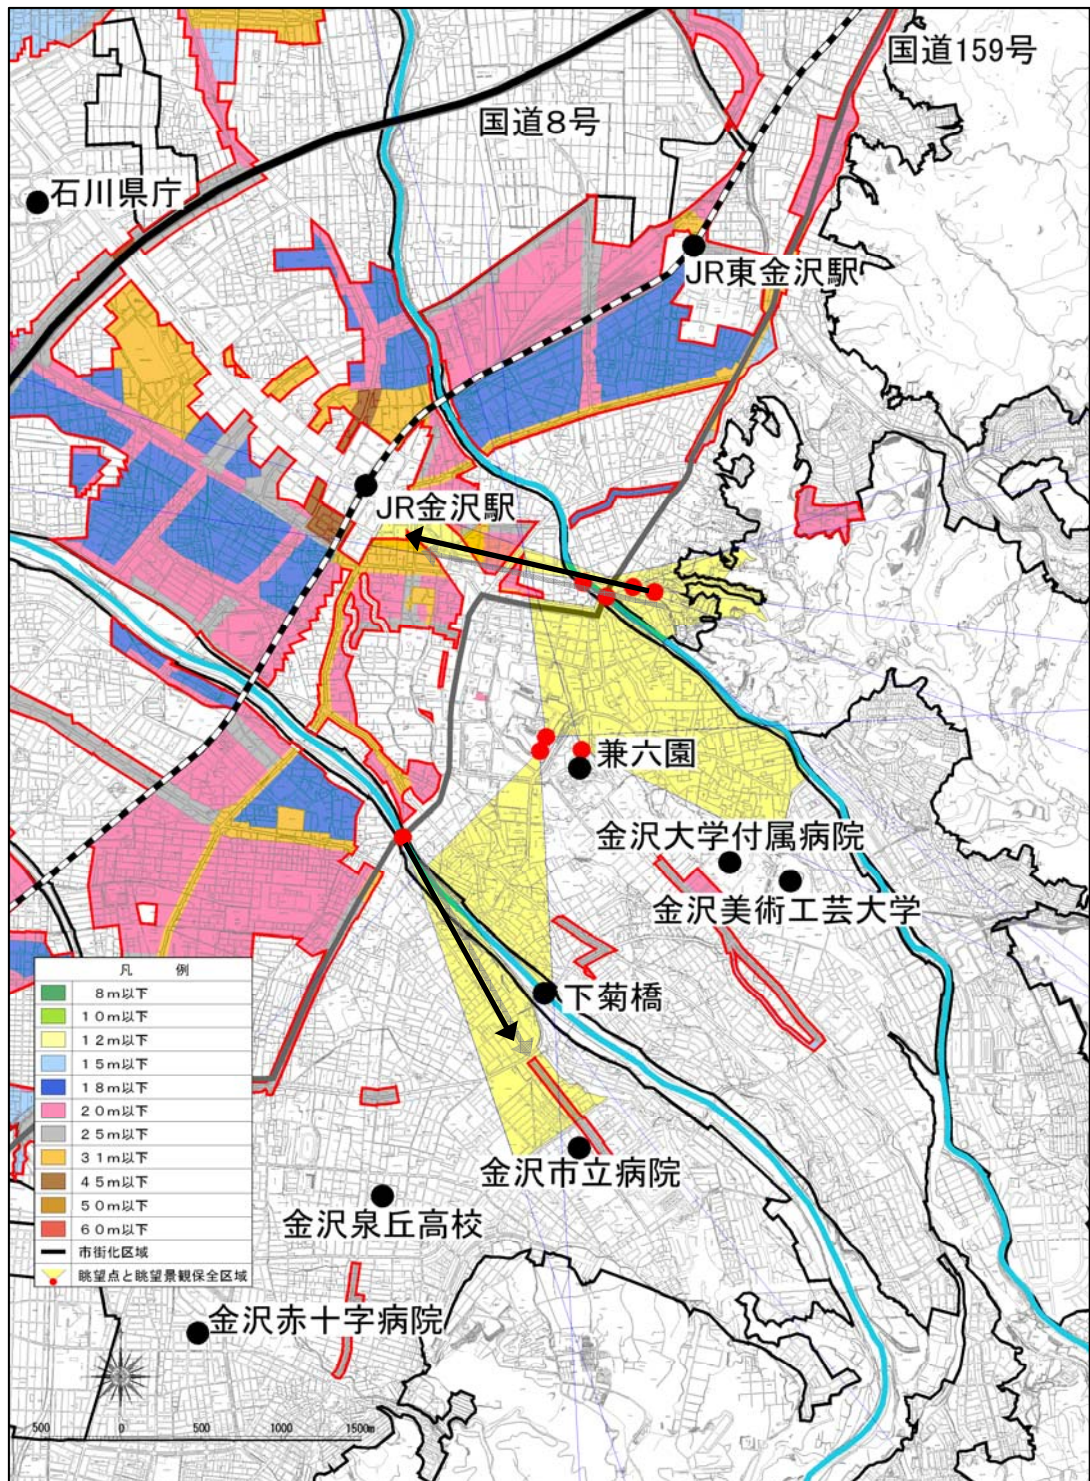 国道159号
国道8号
石川県庁
JR東金沢駅
JR金沢駅
兼六園
金沢大学付属病院
金沢美術工芸大学
下菊橋
金沢市立病院
金沢泉丘高校
金沢赤十字病院
凡 例
8m以下
10m以下
12m以下
15m以下
18m以下
20m以下
25m以下
31m以下
45m以下
50m以下
60m以下
市街化区域
眺望点と眺望景観保全区域
500 0 500 1000 1500m